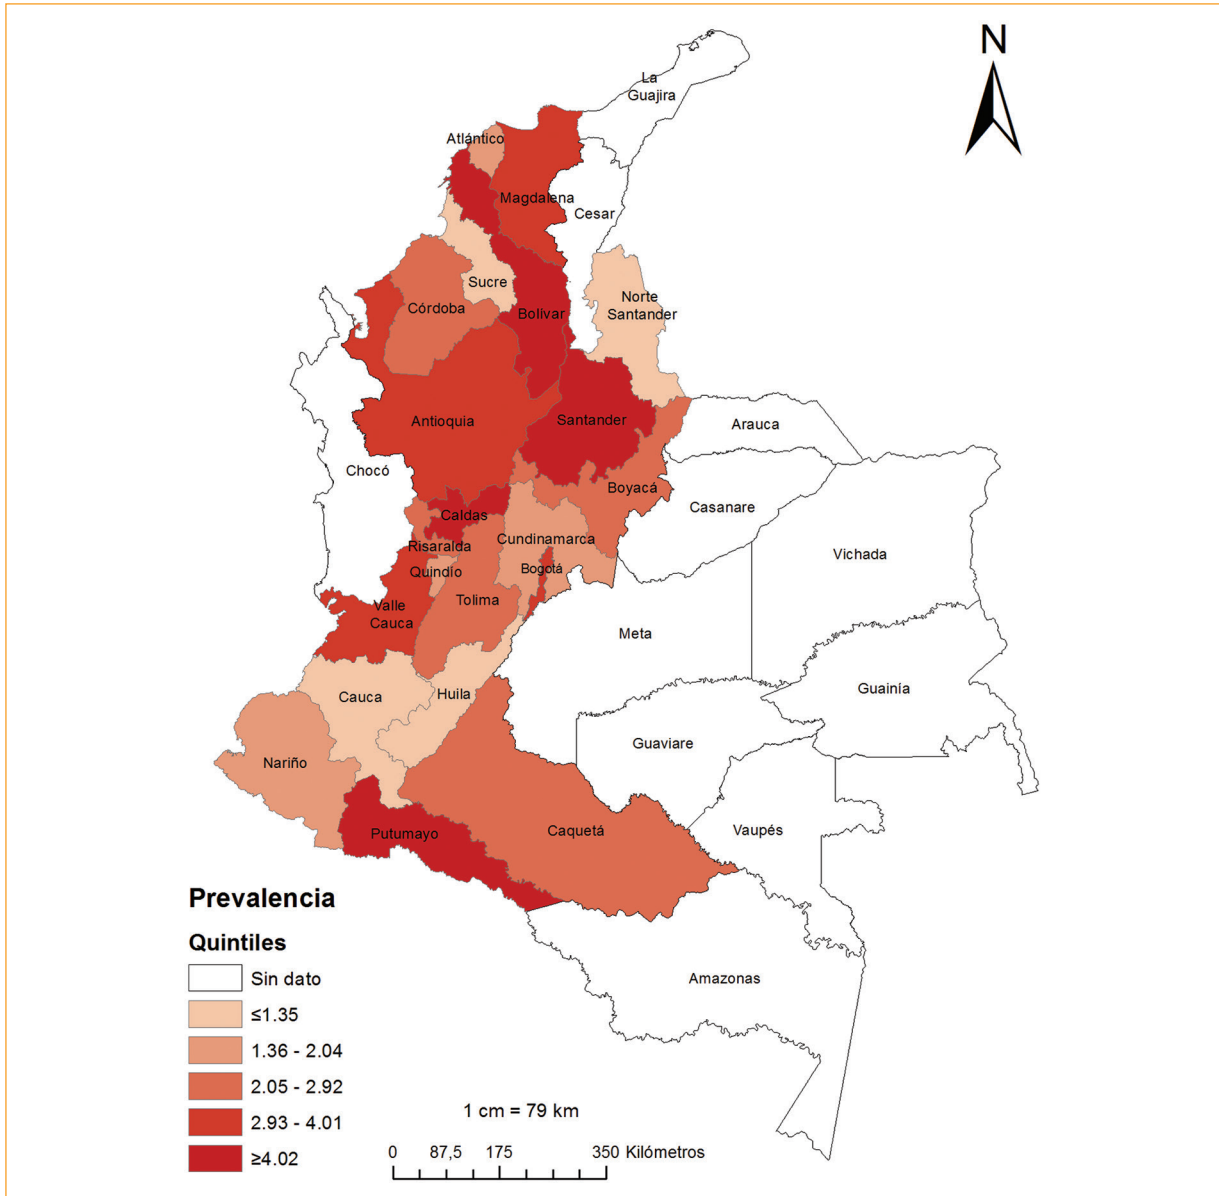 N
La
Guajira
Atlántico
Magdalena
Cesar
Sucre
Norte
Santander
Córdoba
Bolívar
Antioquia
Santander
Arauca
Chocó
Boyacá
Casanare
Caldas
Cundinamarca
Risaralda
Vichada
Quindío
Bogotá
Tolima
Valle
Cauca
Meta
Cauca
Huila
Guainía
Guaviare
Nariño
Putumayo
Caquetá
Vaupés
Amazonas
Prevalencia
Quintiles
Sin dato
≤1.35
1.36 - 2.04
2.05 - 2.92
2.93 - 4.01
≥4.02
1 cm = 79 km
0 87,5 175 350 Kilómetros